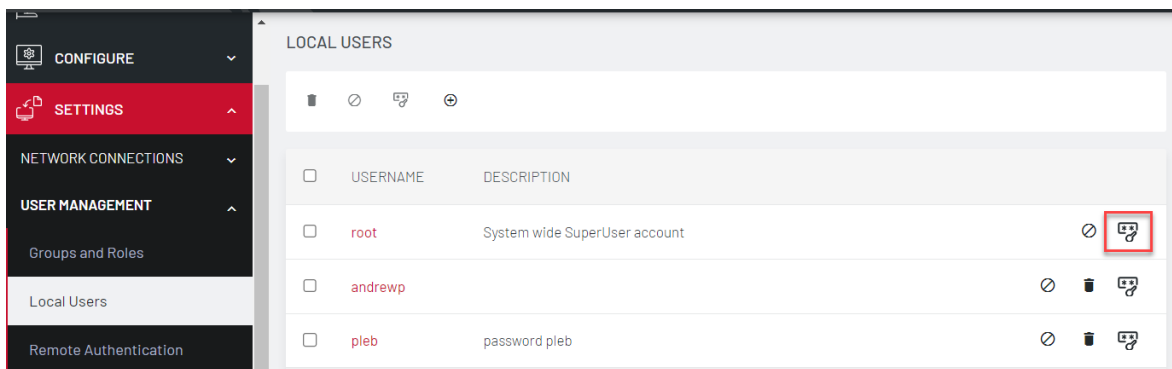 CONFIGURE
SETTINGS
NETWORK CONNECTIONS
USER MANAGEMENT
Groups and Roles
Local Users
Remote Authentication
LOCAL USERS
USERNAME DESCRIPTION
root System wide SuperUser account
andrewp
pleb password pleb